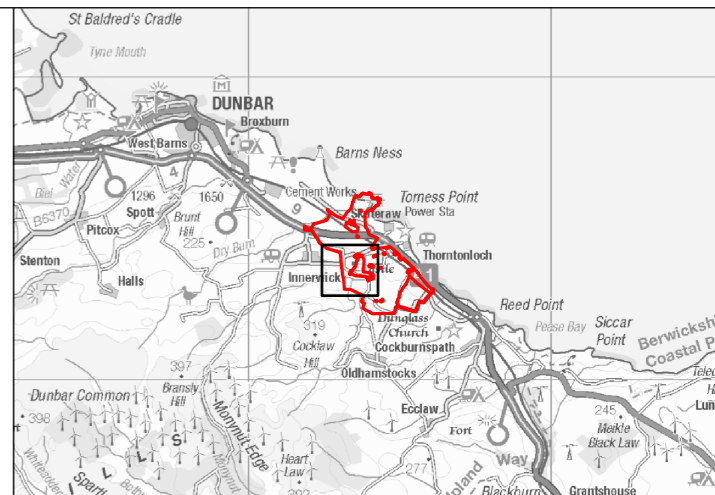 St Baldred's Cradle
Tyne Mouth
DUNBAR
Broxburn
West Barns
Barns Ness
Biel Water
4
1296
1650
Cement Works
9
Torness Point
B6370
Spott
Skateraw
Power Sta
Pitcox
Brunt Hill
225
Dry Burn
Thorntonloch
Stenton
Halls
Innerwick
1
Reed Point
319
Dunglass Church
Pease Bay
Siccar Point
Cocklaw Hill
Cockburnspath
Berwickshi
Coastal P
397
Oldhamstocks
Bransly Hill
Dunbar Common
Monynut Edge
Ecclaw
245
398
Fort
Meikle Black Law
Heart Law
277
Way
Blackburn
Grantshouse